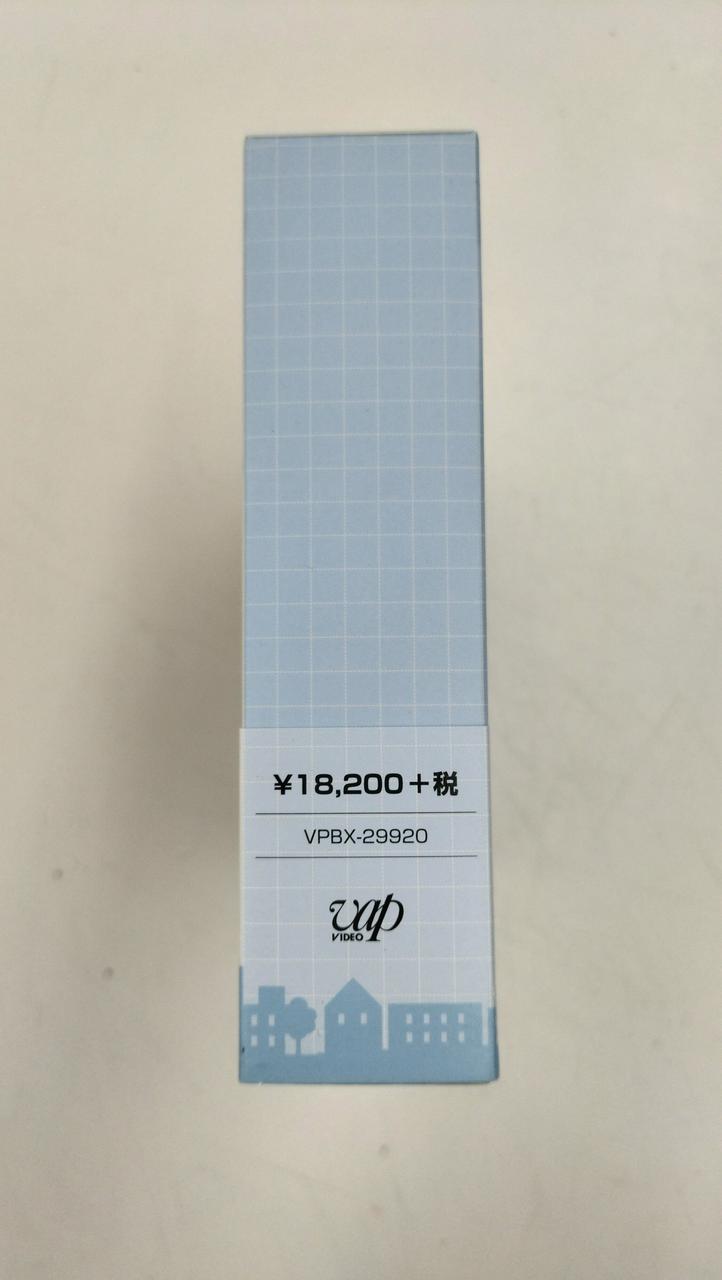 ¥18,200+税
VPBX-29920
vap
VIDEO